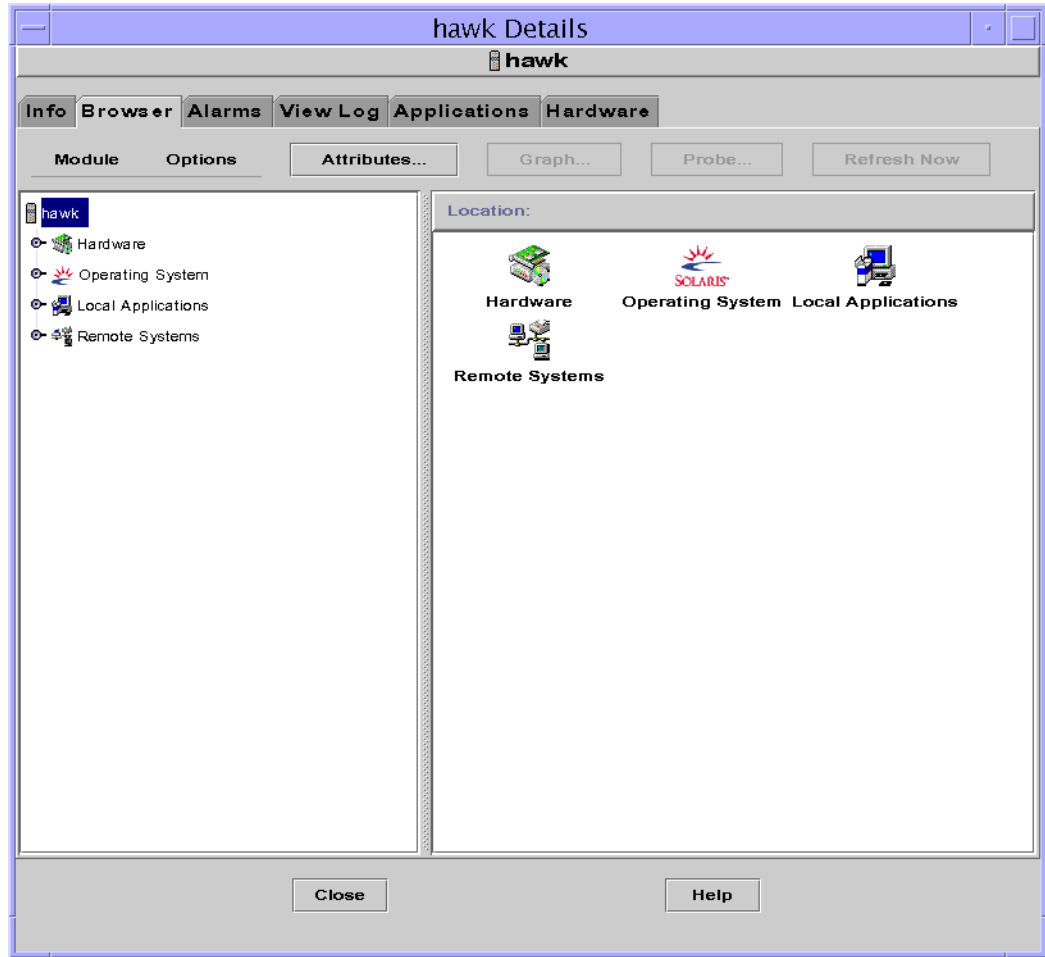 hawk Details
hawk
Info Browser Alarms View Log Applications Hardware
Module Options Attributes... Graph... Probe... Refresh Now
hawk
Hardware
Operating System
Local Applications
Remote Systems
Location:
SOLARIS
Hardware Operating System Local Applications
Remote Systems
Close Help